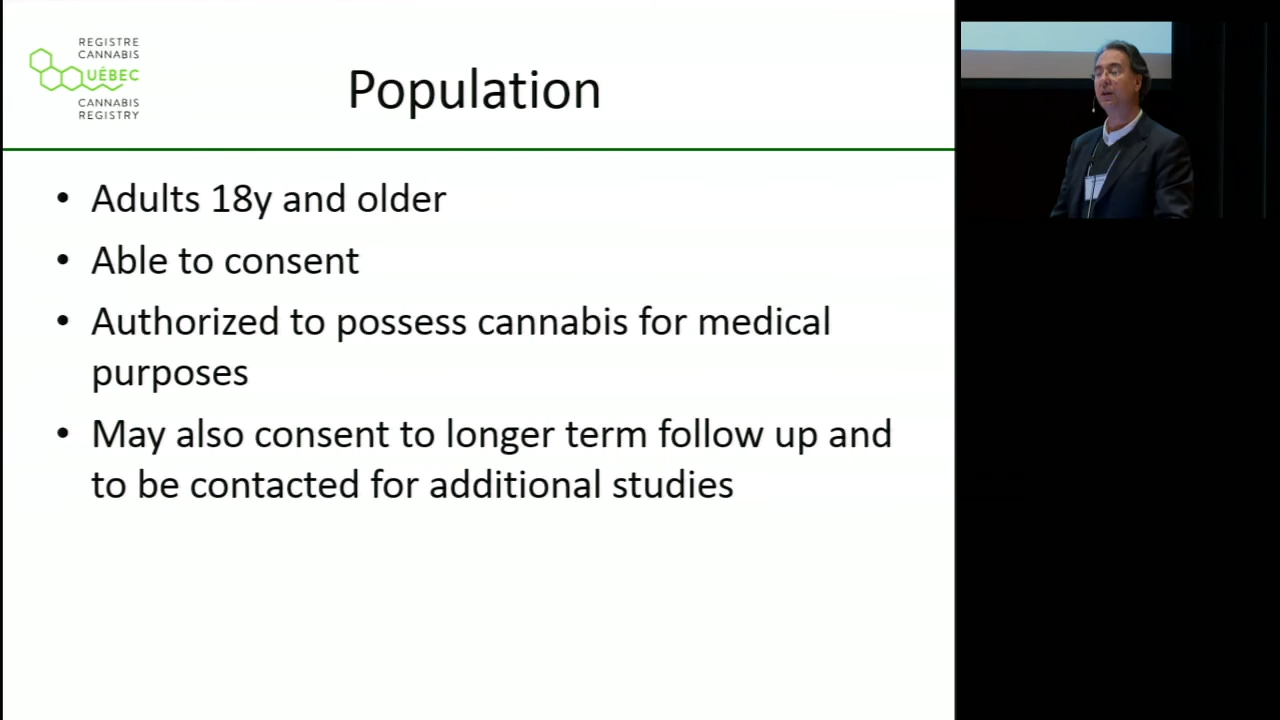 REGISTRE
CANNABIS
QUÉBEC
CANNABIS
REGISTRY
Population
• Adults 18y and older
• Able to consent
• Authorized to possess cannabis for medical
purposes
• May also consent to longer term follow up and
to be contacted for additional studies